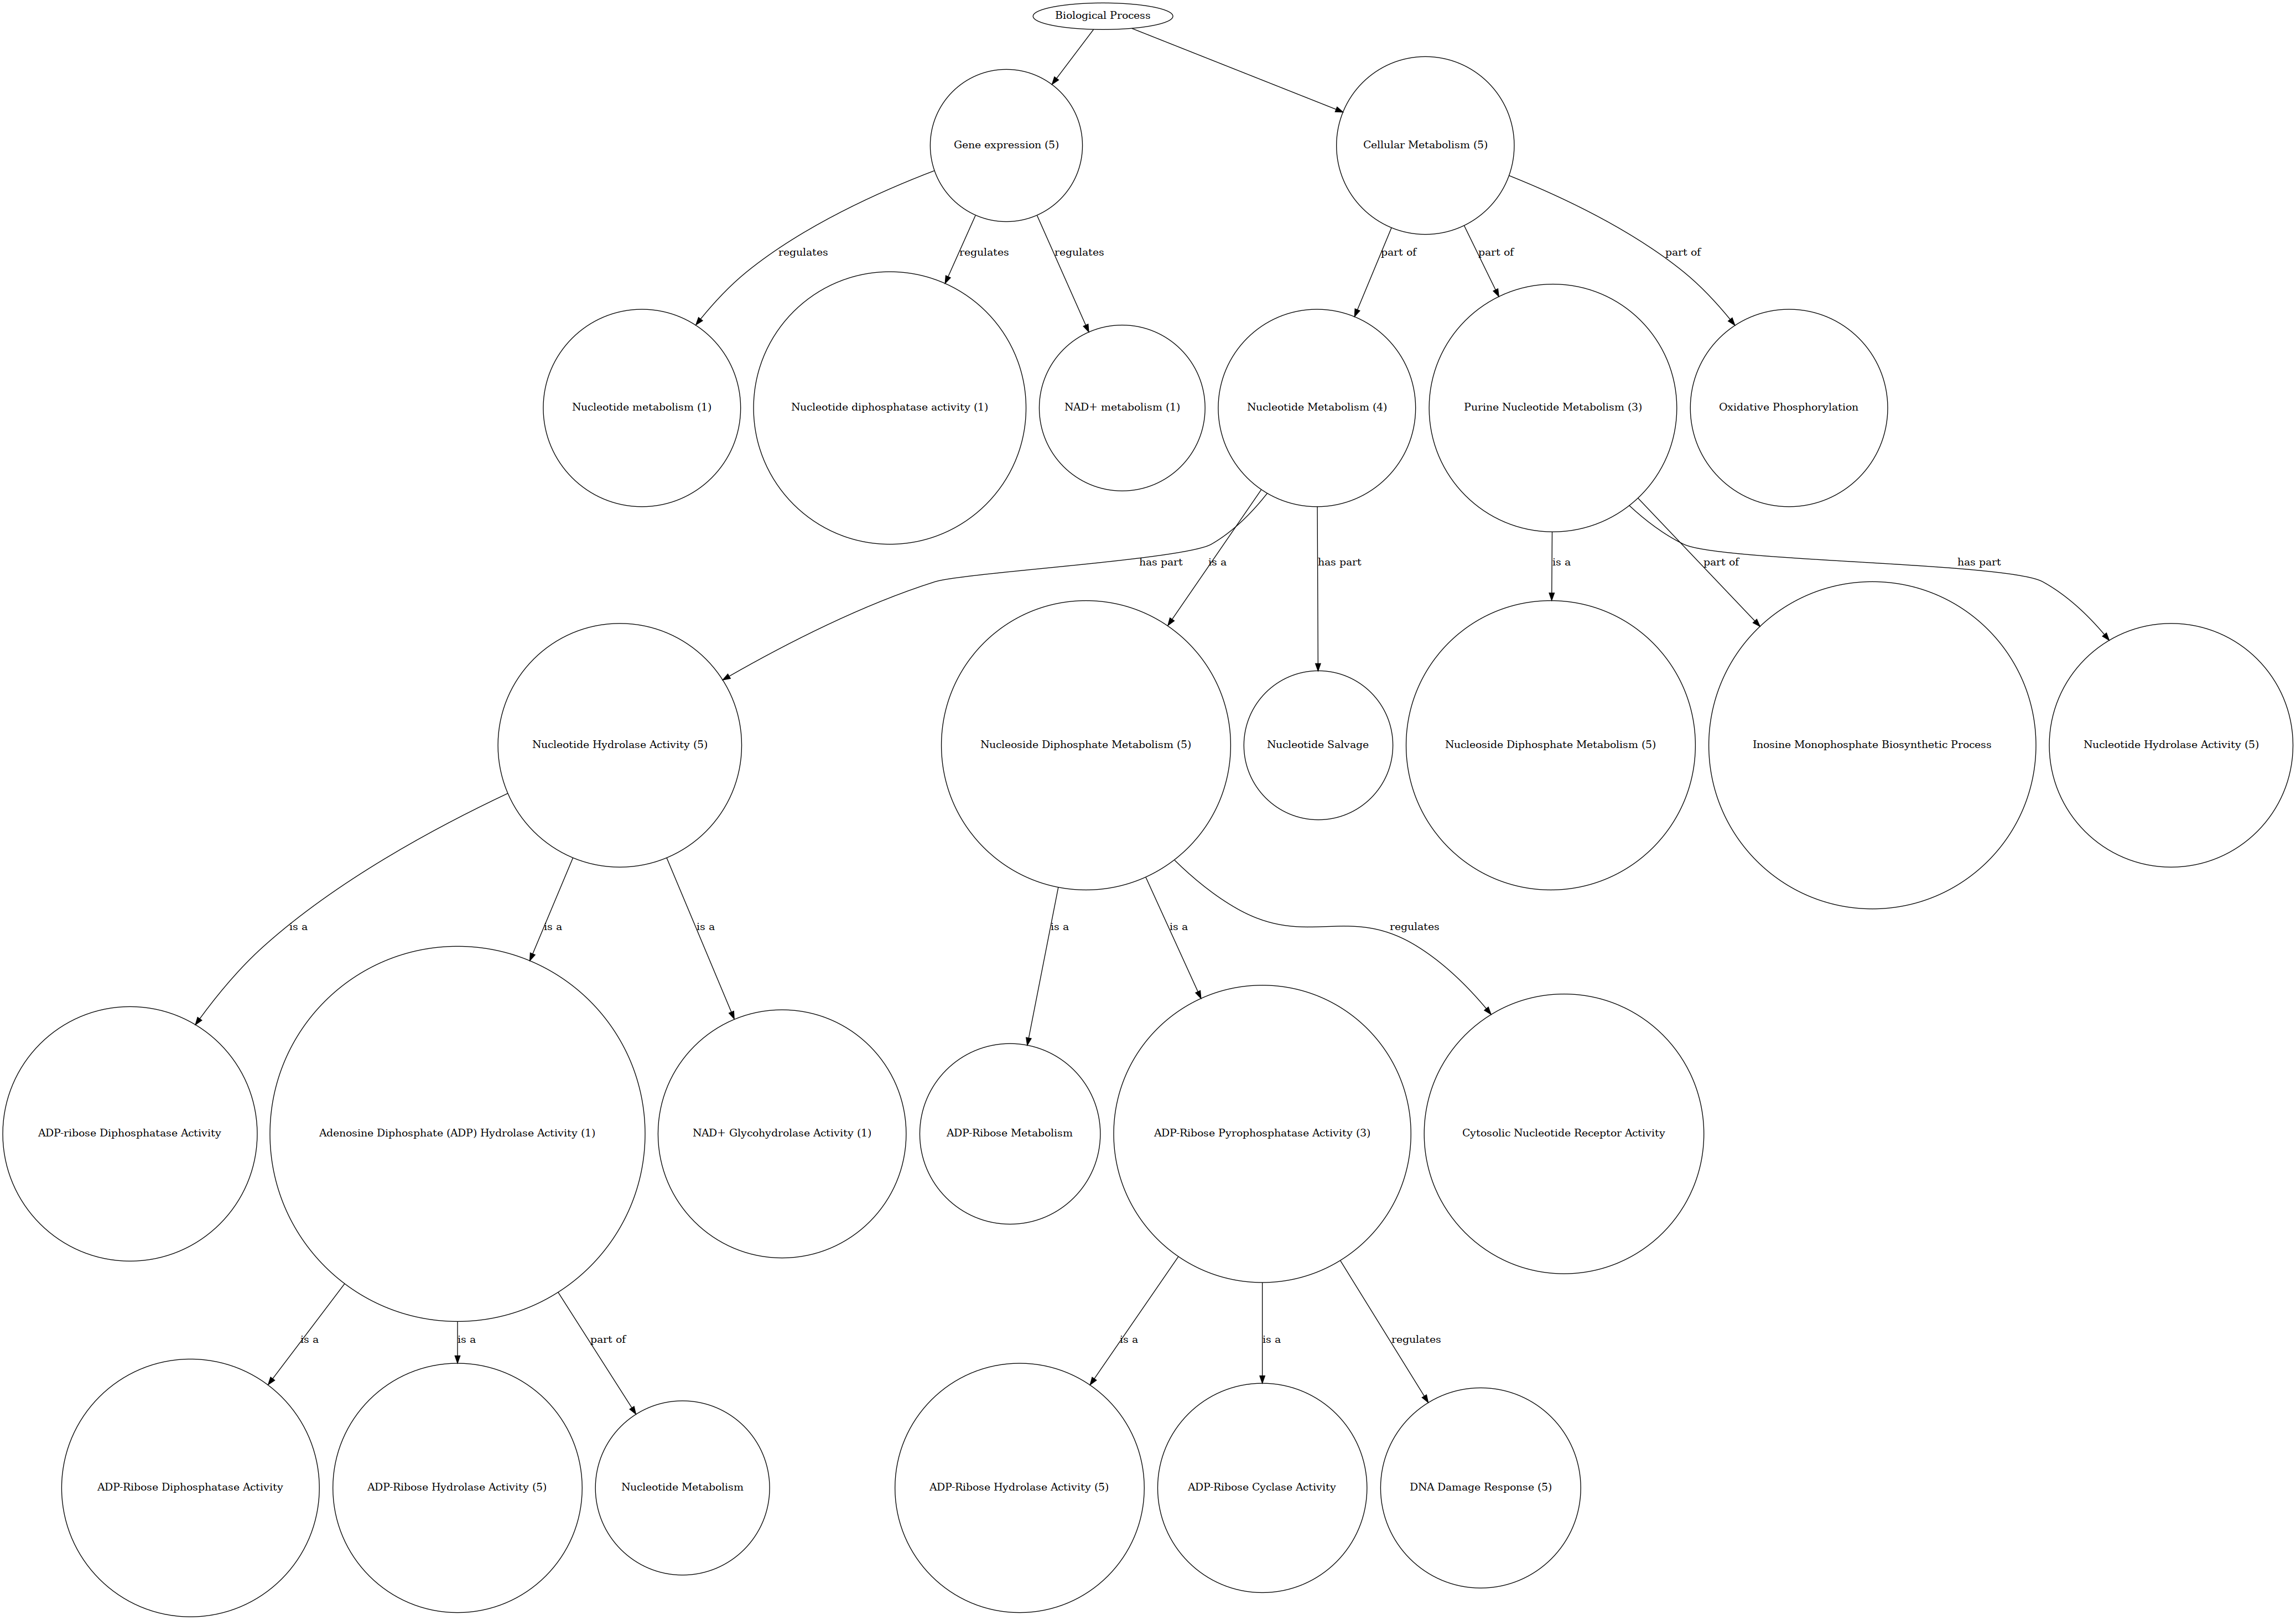 Biological Process
Gene expression (5)
Cellular Metabolism (5)
regulates
regulates
regulates
part of
part of
part of
Nucleotide metabolism (1)
Nucleotide diphosphatase activity (1)
NAD+ metabolism (1)
Nucleotide Metabolism (4)
Purine Nucleotide Metabolism (3)
Oxidative Phosphorylation
has part
is a
has part
is a
part of
has part
Nucleotide Hydrolase Activity (5)
Nucleoside Diphosphate Metabolism (5)
Nucleotide Salvage
Nucleoside Diphosphate Metabolism (5)
Inosine Monophosphate Biosynthetic Process
Nucleotide Hydrolase Activity (5)
is a
is a
is a
is a
is a
regulates
ADP-ribose Diphosphatase Activity
Adenosine Diphosphate (ADP) Hydrolase Activity (1)
NAD+ Glycohydrolase Activity (1)
ADP-Ribose Metabolism
ADP-Ribose Pyrophosphatase Activity (3)
Cytosolic Nucleotide Receptor Activity
is a
is a
part of
is a
is a
regulates
ADP-Ribose Diphosphatase Activity
ADP-Ribose Hydrolase Activity (5)
Nucleotide Metabolism
ADP-Ribose Hydrolase Activity (5)
ADP-Ribose Cyclase Activity
DNA Damage Response (5)